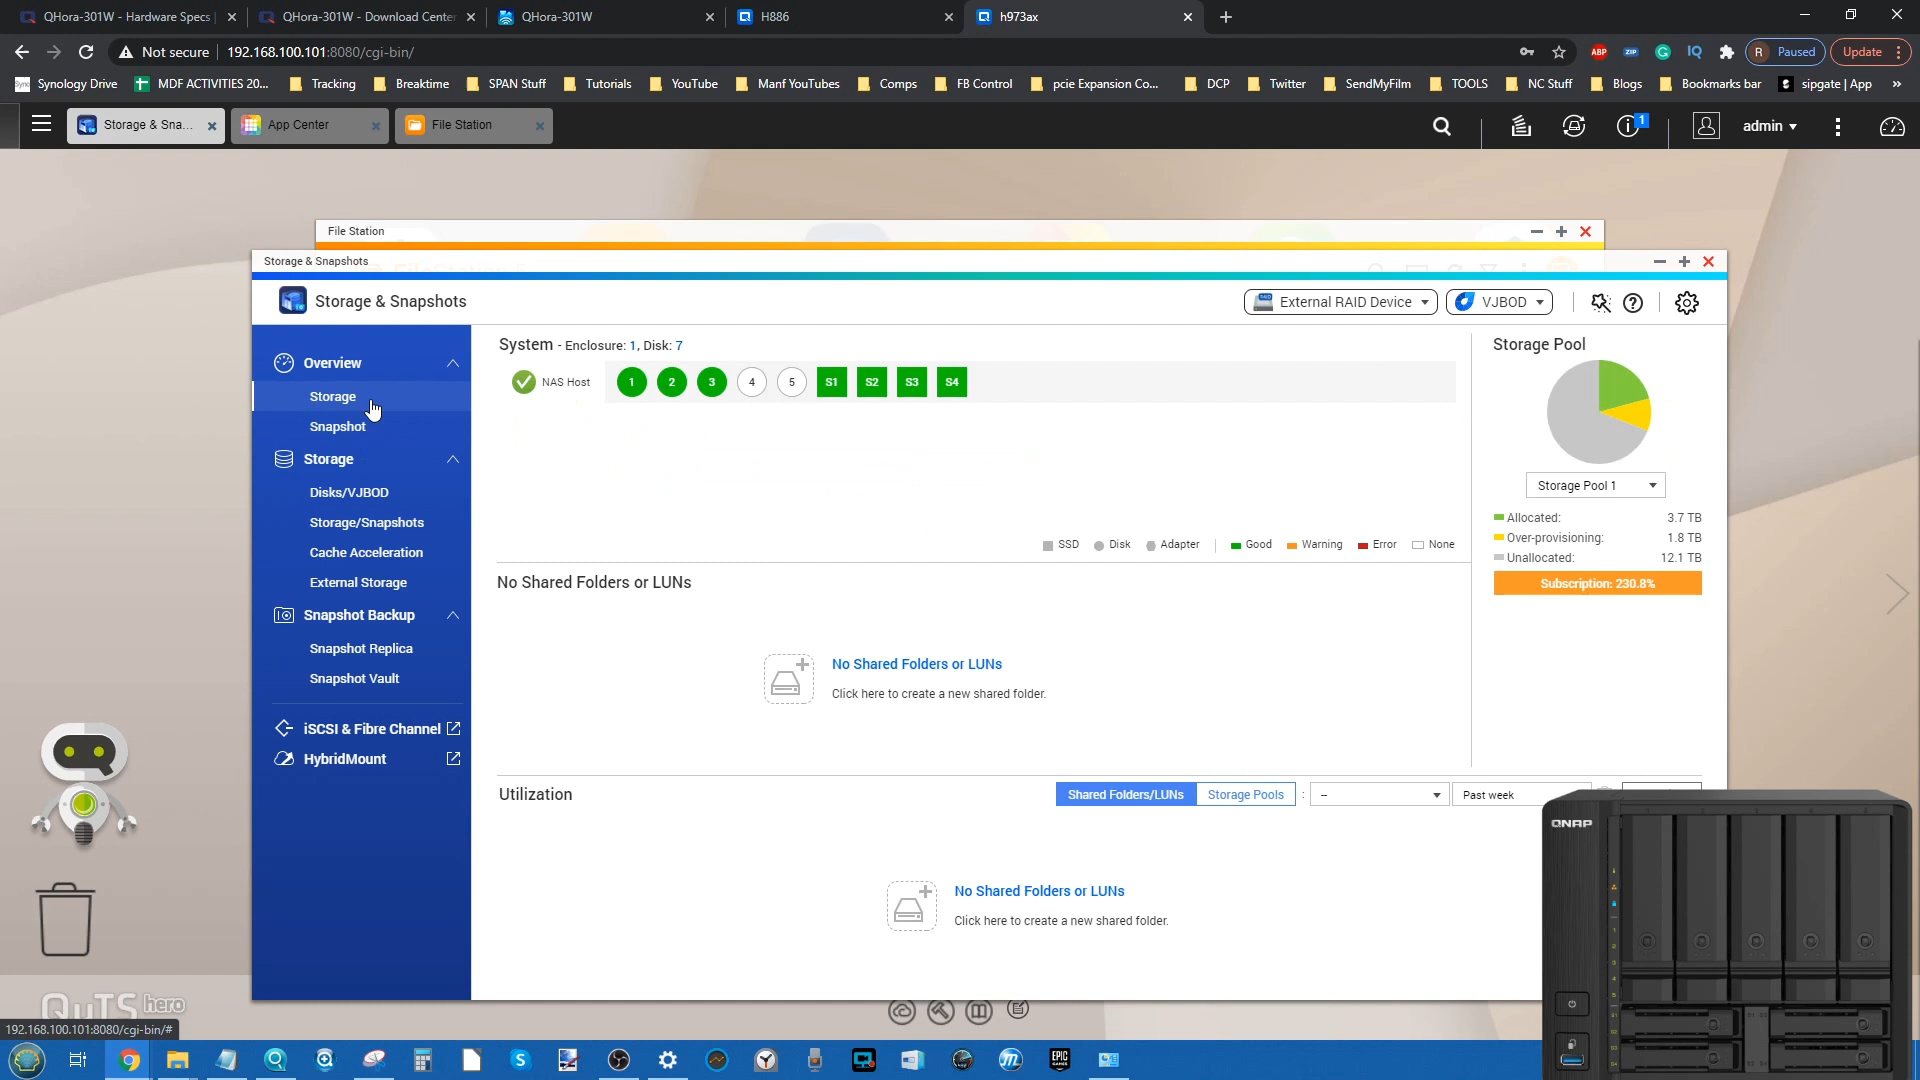 QHora-301W - Hardware Specs
QHora-301W - Download Center
QHora-301W
H886
h973ax
Not secure
192.168.100.101:8080/cgi-bin/
ABP
ZIP
IQ
R
Paused
Update
Synology Drive
MDF ACTIVITIES 20...
Tracking
Breaktime
SPAN Stuff
Tutorials
YouTube
Manf YouTubes
Comps
FB Control
pcie Expansion Co...
DCP
Twitter
SendMyFilm
TOOLS
NC Stuff
Blogs
Bookmarks bar
sipgate | App
»
Storage & Sna...
App Center
File Station
1
admin
File Station
Storage & Snapshots
Storage & Snapshots
External RAID Device
VJBOD
Overview
Storage
Snapshot
Storage
Disks/VJBOD
Storage/Snapshots
Cache Acceleration
External Storage
Snapshot Backup
Snapshot Replica
Snapshot Vault
iSCSI & Fibre Channel
HybridMount
System - Enclosure: 1, Disk: 7
NAS Host
1
2
3
4
5
S1
S2
S3
S4
SSD
Disk
Adapter
Good
Warning
Error
None
Storage Pool
Storage Pool 1
Allocated: 3.7 TB
Over-provisioning: 1.8 TB
Unallocated: 12.1 TB
Subscription: 230.8%
No Shared Folders or LUNs
No Shared Folders or LUNs
Click here to create a new shared folder.
Utilization
Shared Folders/LUNs
Storage Pools
:
--
Past week
No Shared Folders or LUNs
Click here to create a new shared folder.
QNAP
QuTS hero
192.168.100.101:8080/cgi-bin/#
EPIC
GAMES